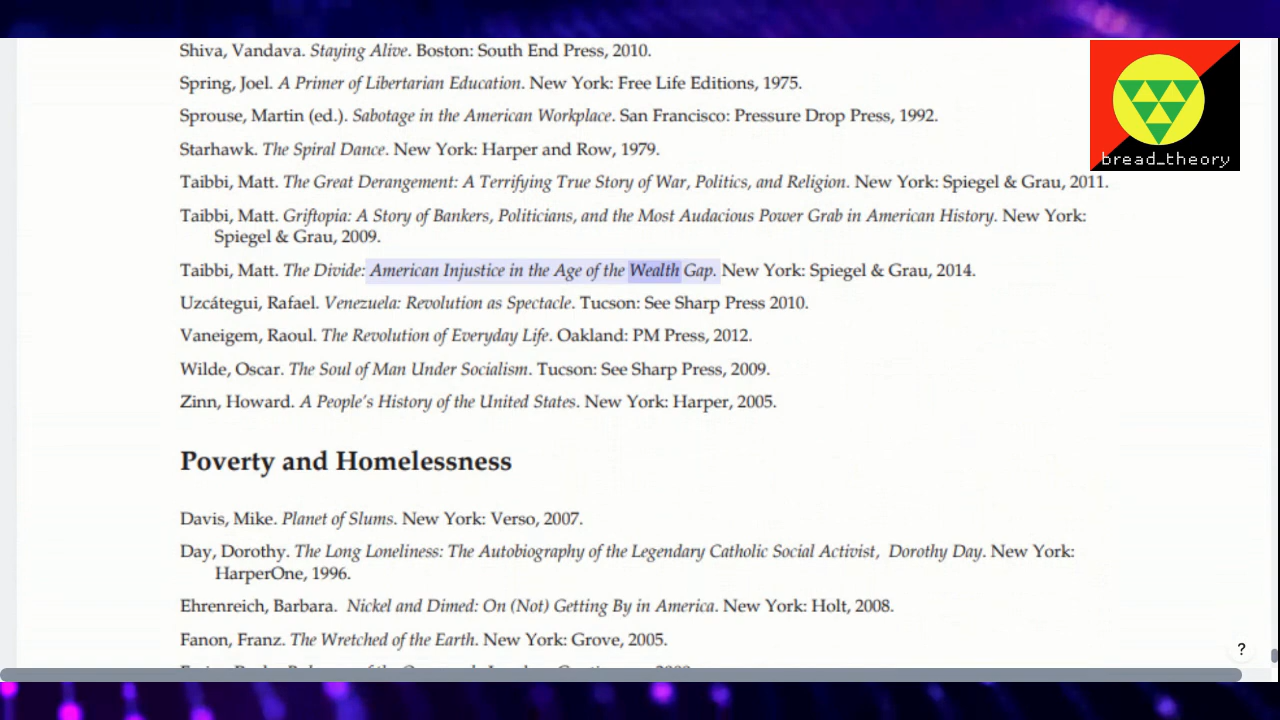 Shiva, Vandava. Staying Alive. Boston: South End Press, 2010.
Spring, Joel. A Primer of Libertarian Education. New York: Free Life Editions, 1975.
Sprouse, Martin (ed.). Sabotage in the American Workplace. San Francisco: Pressure Drop Press, 1992.
Starhawk. The Spiral Dance. New York: Harper and Row, 1979.
bread_theory
Taibbi, Matt. The Great Derangement: A Terrifying True Story of War, Politics, and Religion. New York: Spiegel & Grau, 2011.
Taibbi, Matt. Griftopia: A Story of Bankers, Politicians, and the Most Audacious Power Grab in American History. New York:
Spiegel & Grau, 2009.
Taibbi, Matt. The Divide: American Injustice in the Age of the Wealth Gap. New York: Spiegel & Grau, 2014.
Uzcátegui, Rafael. Venezuela: Revolution as Spectacle. Tucson: See Sharp Press 2010.
Vaneigem, Raoul. The Revolution of Everyday Life. Oakland: PM Press, 2012.
Wilde, Oscar. The Soul of Man Under Socialism. Tucson: See Sharp Press, 2009.
Zinn, Howard. A People's History of the United States. New York: Harper, 2005.
Poverty and Homelessness
Davis, Mike. Planet of Slums. New York: Verso, 2007.
Day, Dorothy. The Long Loneliness: The Autobiography of the Legendary Catholic Social Activist, Dorothy Day. New York:
HarperOne, 1996.
Ehrenreich, Barbara. Nickel and Dimed: On (Not) Getting By in America. New York: Holt, 2008.
Fanon, Franz. The Wretched of the Earth. New York: Grove, 2005.
?